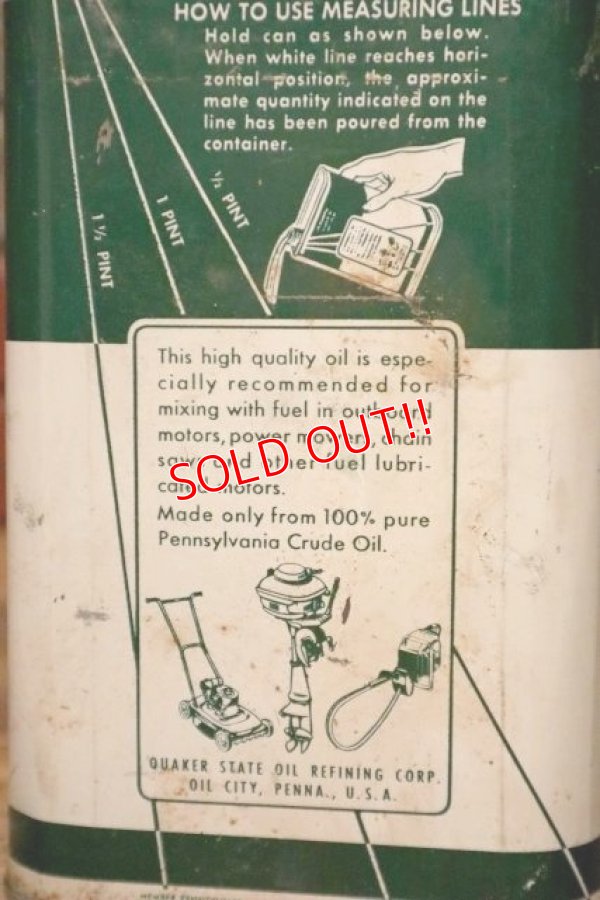 HOW TO USE MEASURING LINES
Hold can as shown below.
When white line reaches hori-
zontal position, the approxi-
mate quantity indicated on the
line has been poured from the
container.
½ PINT
1 PINT
1 ½ PINT
This high quality oil is espe-
cially recommended for
mixing with fuel in outboard
motors, power mowers, chain
saws and other fuel lubri-
cated motors.
Made only from 100% pure
Pennsylvania Crude Oil.
SOLD OUT!!
QUAKER STATE OIL REFINING CORP.
OIL CITY, PENNA., U.S.A.